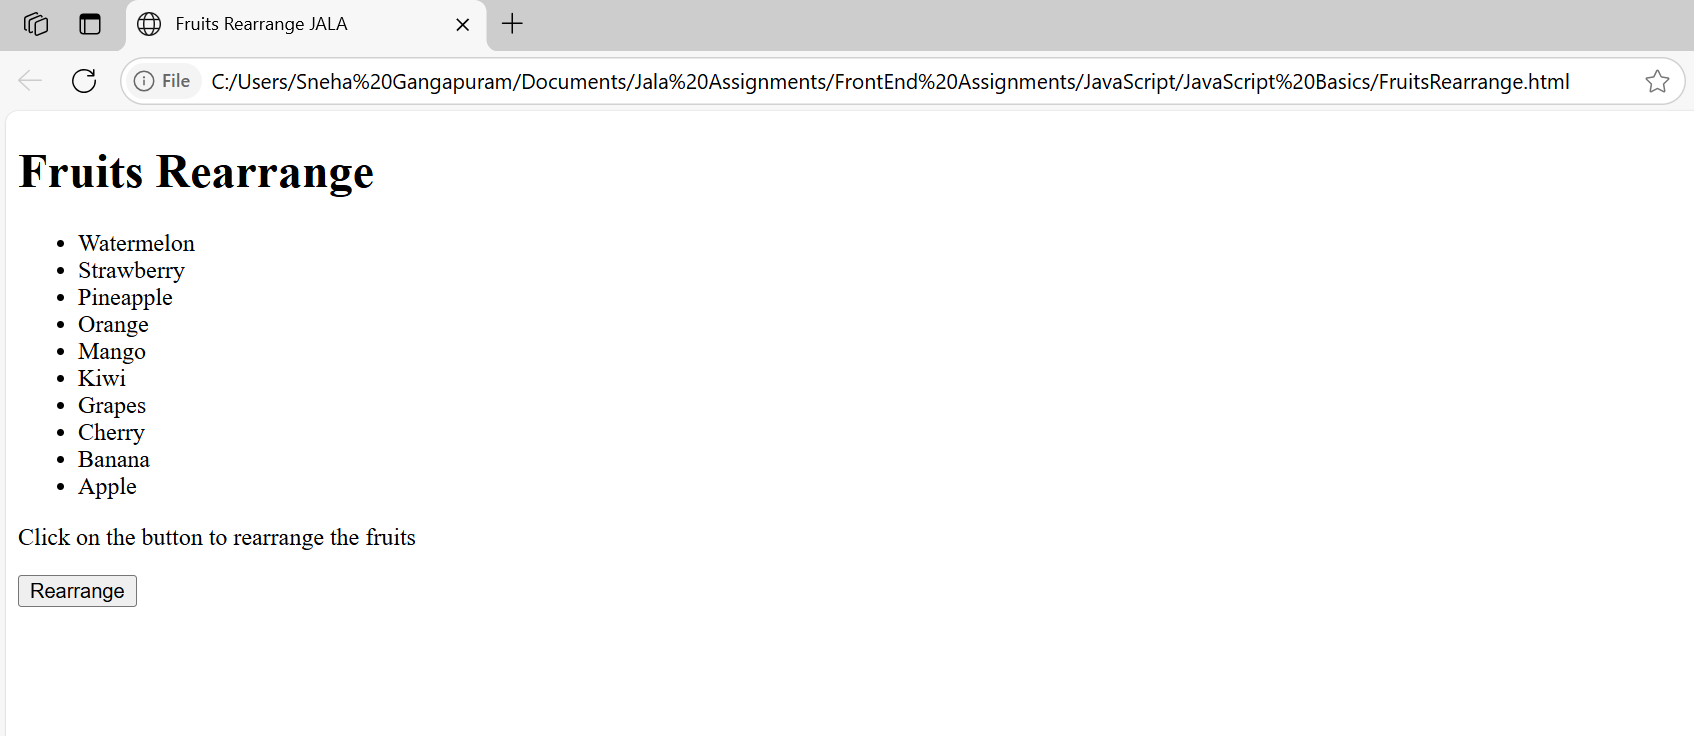 Fruits Rearrange JALA
File C:/Users/Sneha%20Gangapuram/Documents/Jala%20Assignments/FrontEnd%20Assignments/JavaScript/JavaScript%20Basics/FruitsRearrange.html
Fruits Rearrange
• Watermelon
• Strawberry
• Pineapple
• Orange
• Mango
• Kiwi
• Grapes
• Cherry
• Banana
• Apple
Click on the button to rearrange the fruits
Rearrange